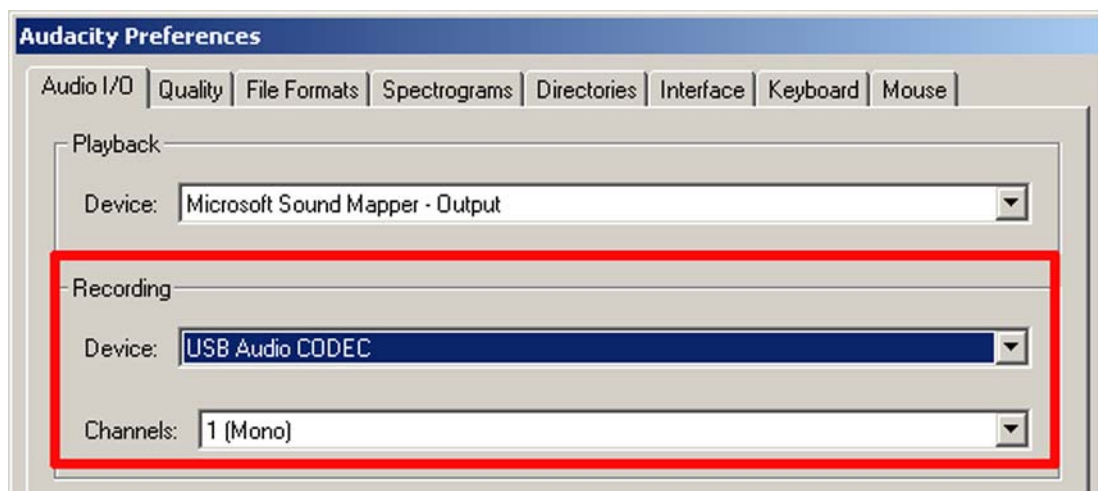 Audacity Preferences
Audio I/O Quality File Formats Spectrograms Directories Interface Keyboard Mouse
Playback
Device: Microsoft Sound Mapper - Output
Recording
Device: USB Audio CODEC
Channels: 1 (Mono)